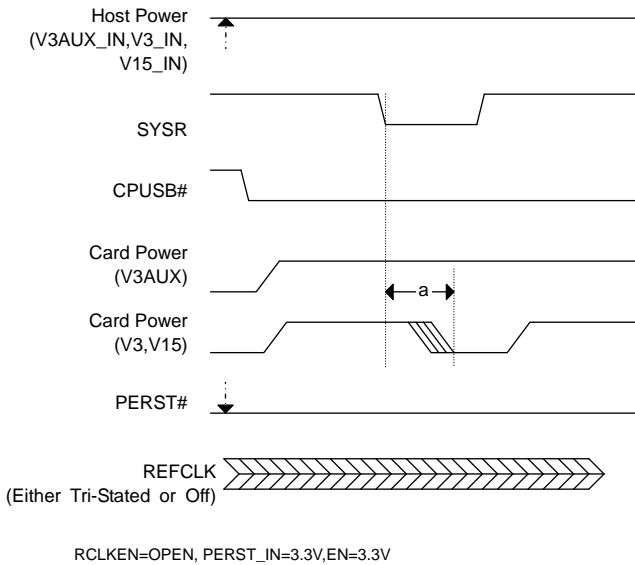 Host Power
(V3AUX_IN,V3_IN,
V15_IN)
SYSR
CPUSB#
Card Power
(V3AUX)
a
Card Power
(V3,V15)
PERST#
REFCLK
(Either Tri-Stated or Off)
RCLKEN=OPEN, PERST_IN=3.3V,EN=3.3V